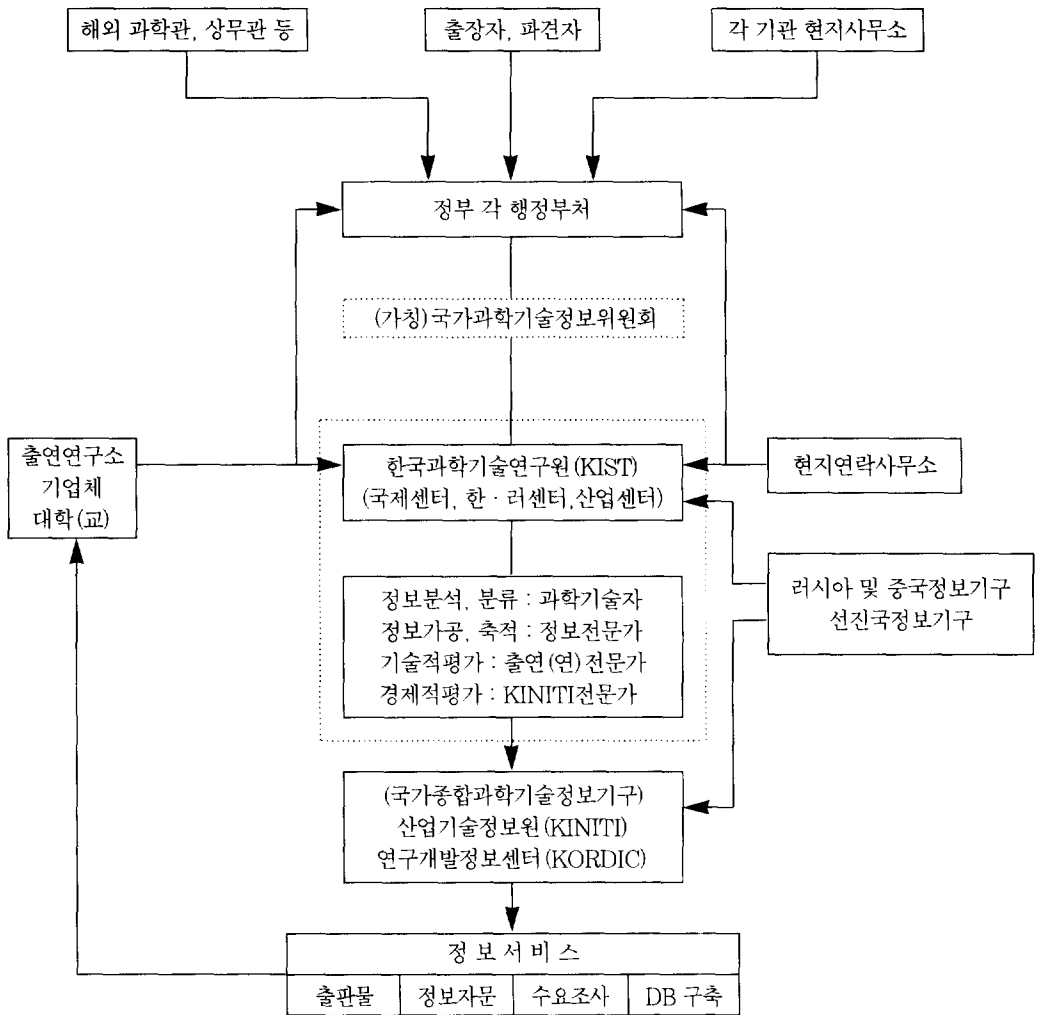 해외 과학관, 상무관 등
출장자, 파견자
각 기관 현지사무소
정부 각 행정부처
(가칭)국가과학기술정보위원회
출연연구소
기업체
대학(교)
한국과학기술연구원(KIST)
(국제센터, 한·러센터,산업센터)
현지연락사무소
정보분석, 분류 : 과학기술자
정보가공, 축적 : 정보전문가
기술적평가 : 출연(연)전문가
경제적평가 : KINITI전문가
러시아 및 중국정보기구
선진국정보기구
(국가종합과학기술정보기구)
산업기술정보원(KINITI)
연구개발정보센터(KORDIC)
정 보 서 비 스
출판물
정보자문
수요조사
DB 구축